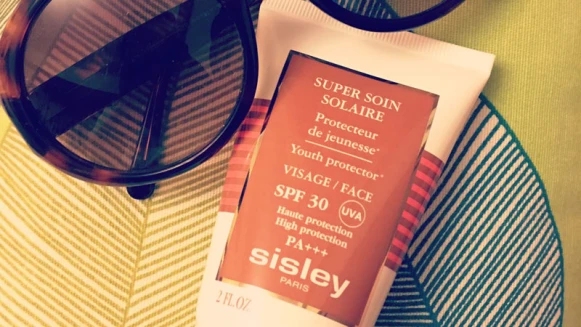 SUPER SOIN
SOLAIRE
Protecteur
de jeunesse*
Youth protector*
VISAGE / FACE
SPF 30
UVA
Haute protection
High protection
PA+++
sisley
PARIS
2 FL.OZ